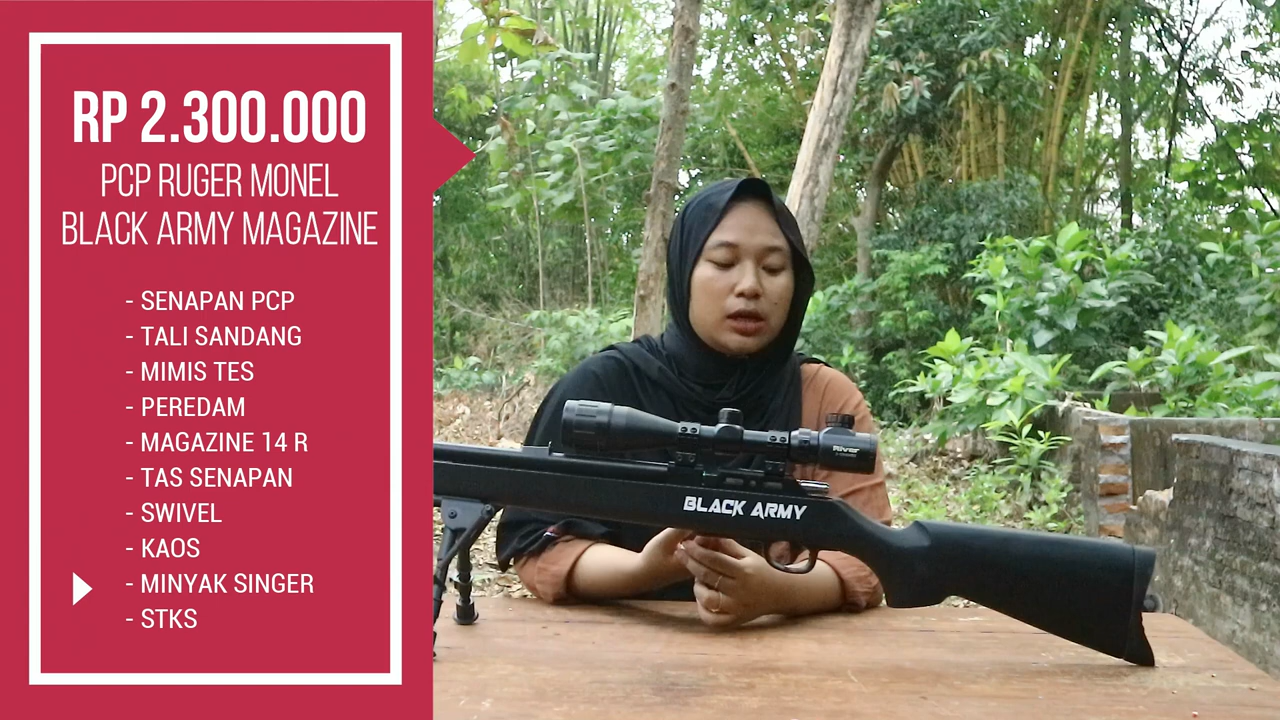 RP 2.300.000
PCP RUGER MONEL
BLACK ARMY MAGAZINE
- SENAPAN PCP
- TALI SANDANG
- MIMIS TES
- PEREDAM
- MAGAZINE 14 R
- TAS SENAPAN
- SWIVEL
- KAOS
- MINYAK SINGER
- STKS
River
BLACK ARMY